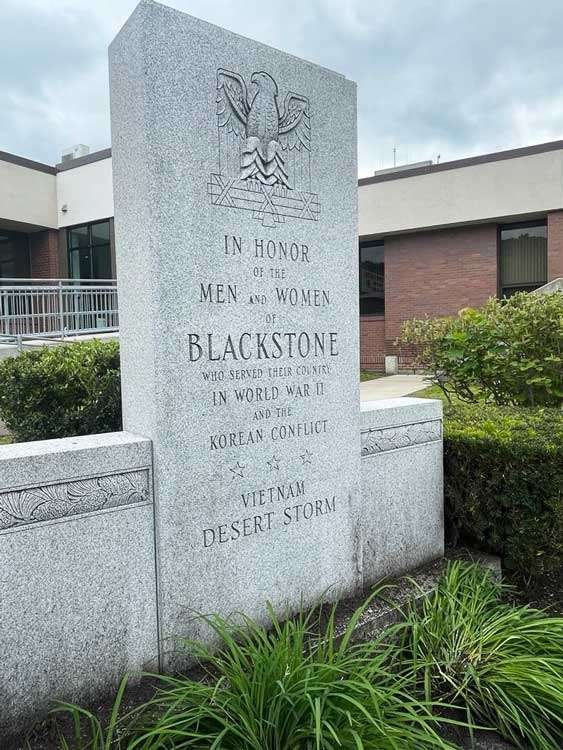 IN HONOR
OF THE
MEN AND WOMEN
OF
BLACKSTONE
WHO SERVED THEIR COUNTRY
IN WORLD WAR II
AND THE
KOREAN CONFLICT
VIETNAM
DESERT STORM